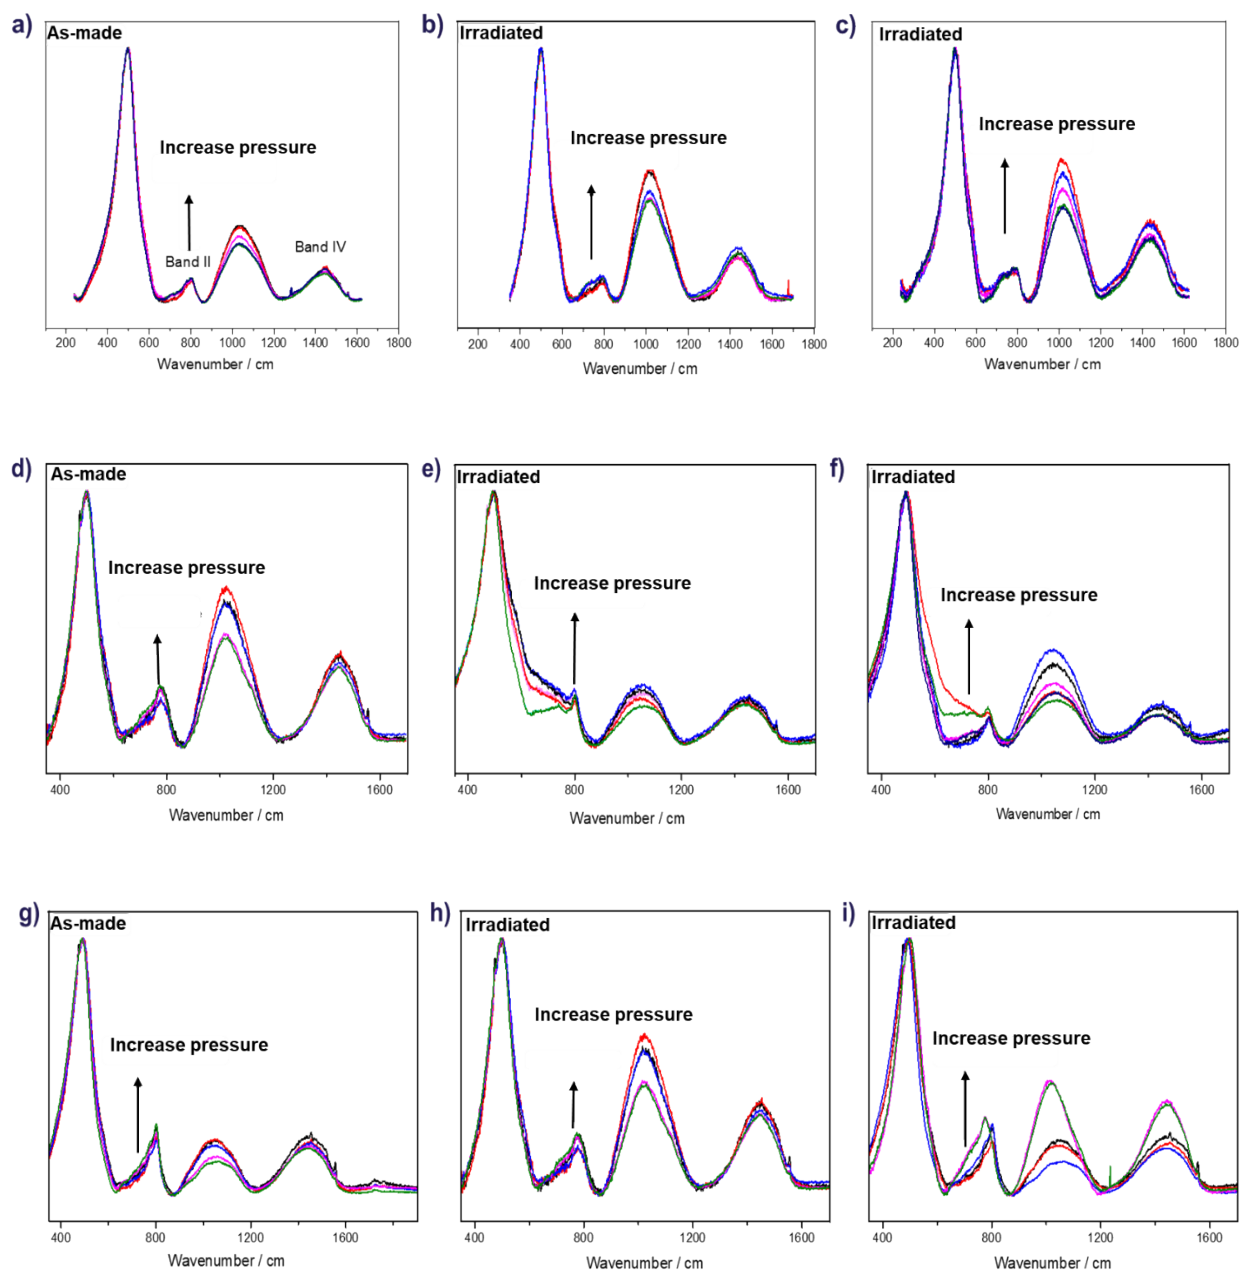 a)
As-made
Increase pressure
Band II
Band IV
200 400 600 800 1000 1200 1400 1600 1800
Wavenumber / cm
b)
Irradiated
Increase pressure
200 400 600 800 1000 1200 1400 1600 1800
Wavenumber / cm
c)
Irradiated
Increase pressure
200 400 600 800 1000 1200 1400 1600 1800
Wavenumber / cm
d)
As-made
Increase pressure
400 800 1200 1600
Wavenumber / cm
e)
Irradiated
Increase pressure
400 800 1200 1600
Wavenumber / cm
f)
Irradiated
Increase pressure
400 800 1200 1600
Wavenumber / cm
g)
As-made
Increase pressure
400 800 1200 1600
Wavenumber / cm
h)
Irradiated
Increase pressure
400 800 1200 1600
Wavenumber / cm
i)
Irradiated
Increase pressure
400 800 1200 1600
Wavenumber / cm